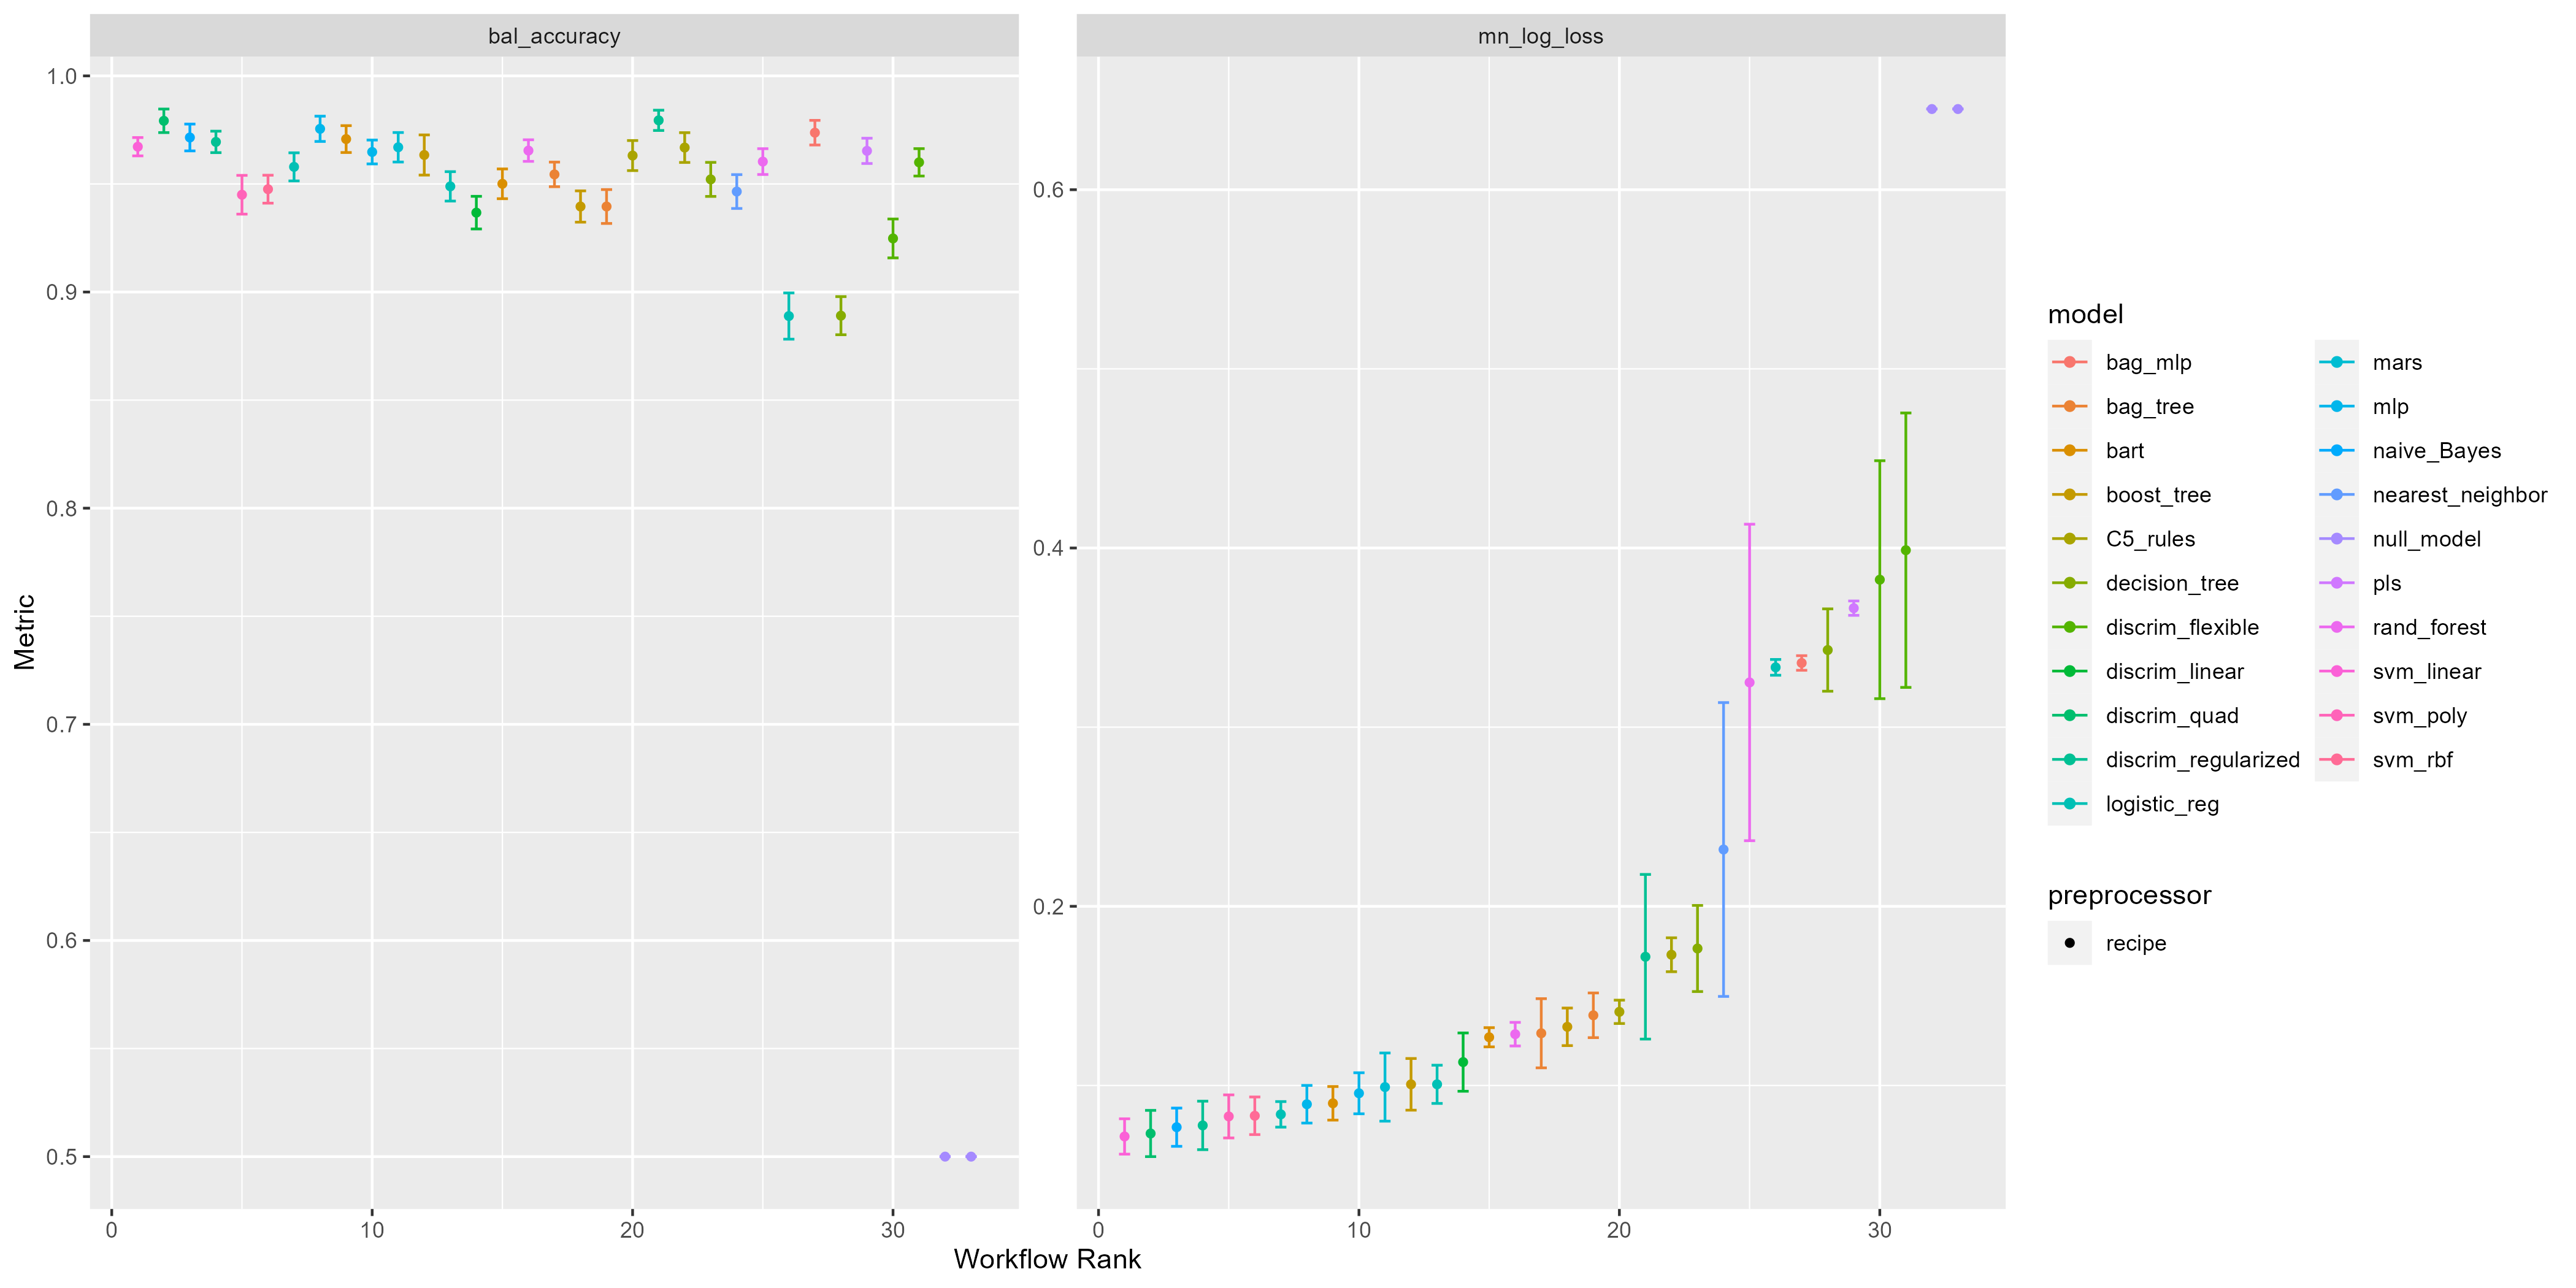 bal_accuracy
mn_log_loss
Metric
1.0
0.9
0.8
0.7
0.6
0.5
0.6
0.4
0.2
0
10
20
30
0
10
20
30
Workflow Rank
model
bag_mlp
bag_tree
bart
boost_tree
C5_rules
decision_tree
discrim_flexible
discrim_linear
discrim_quad
discrim_regularized
logistic_reg
mars
mlp
naive_Bayes
nearest_neighbor
null_model
pls
rand_forest
svm_linear
svm_poly
svm_rbf
preprocessor
recipe